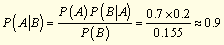 P(A|B) = P(A)P(B|A) / P(B) = 0.7×0.2 / 0.155 ≈ 0.9